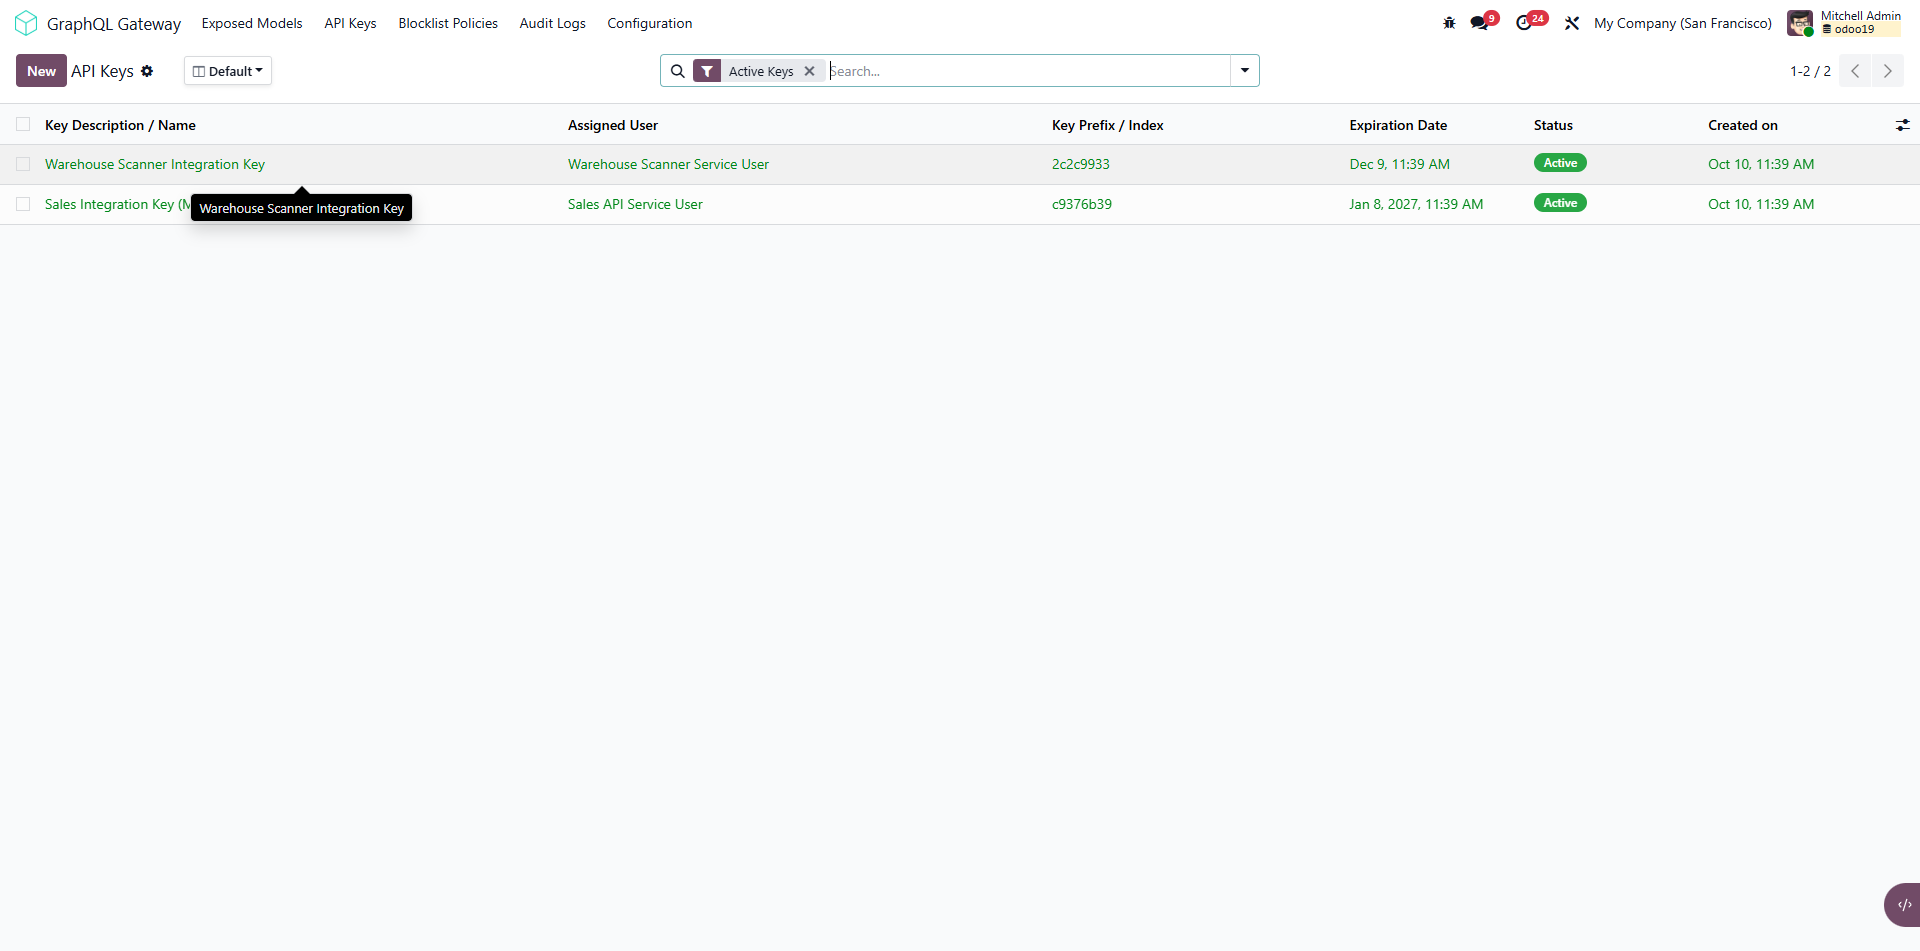 GraphQL Gateway Exposed Models API Keys Blocklist Policies Audit Logs Configuration 9 24 My Company (San Francisco) Mitchell Admin
odoo19
New API Keys Default Active Keys Search... 1-2 / 2
Key Description / Name Assigned User Key Prefix / Index Expiration Date Status Created on
Warehouse Scanner Integration Key Warehouse Scanner Service User 2c2c9933 Dec 9, 11:39 AM Active Oct 10, 11:39 AM
Sales Integration Key (M Sales API Service User c9376b39 Jan 8, 2027, 11:39 AM Active Oct 10, 11:39 AM
Warehouse Scanner Integration Key
</>